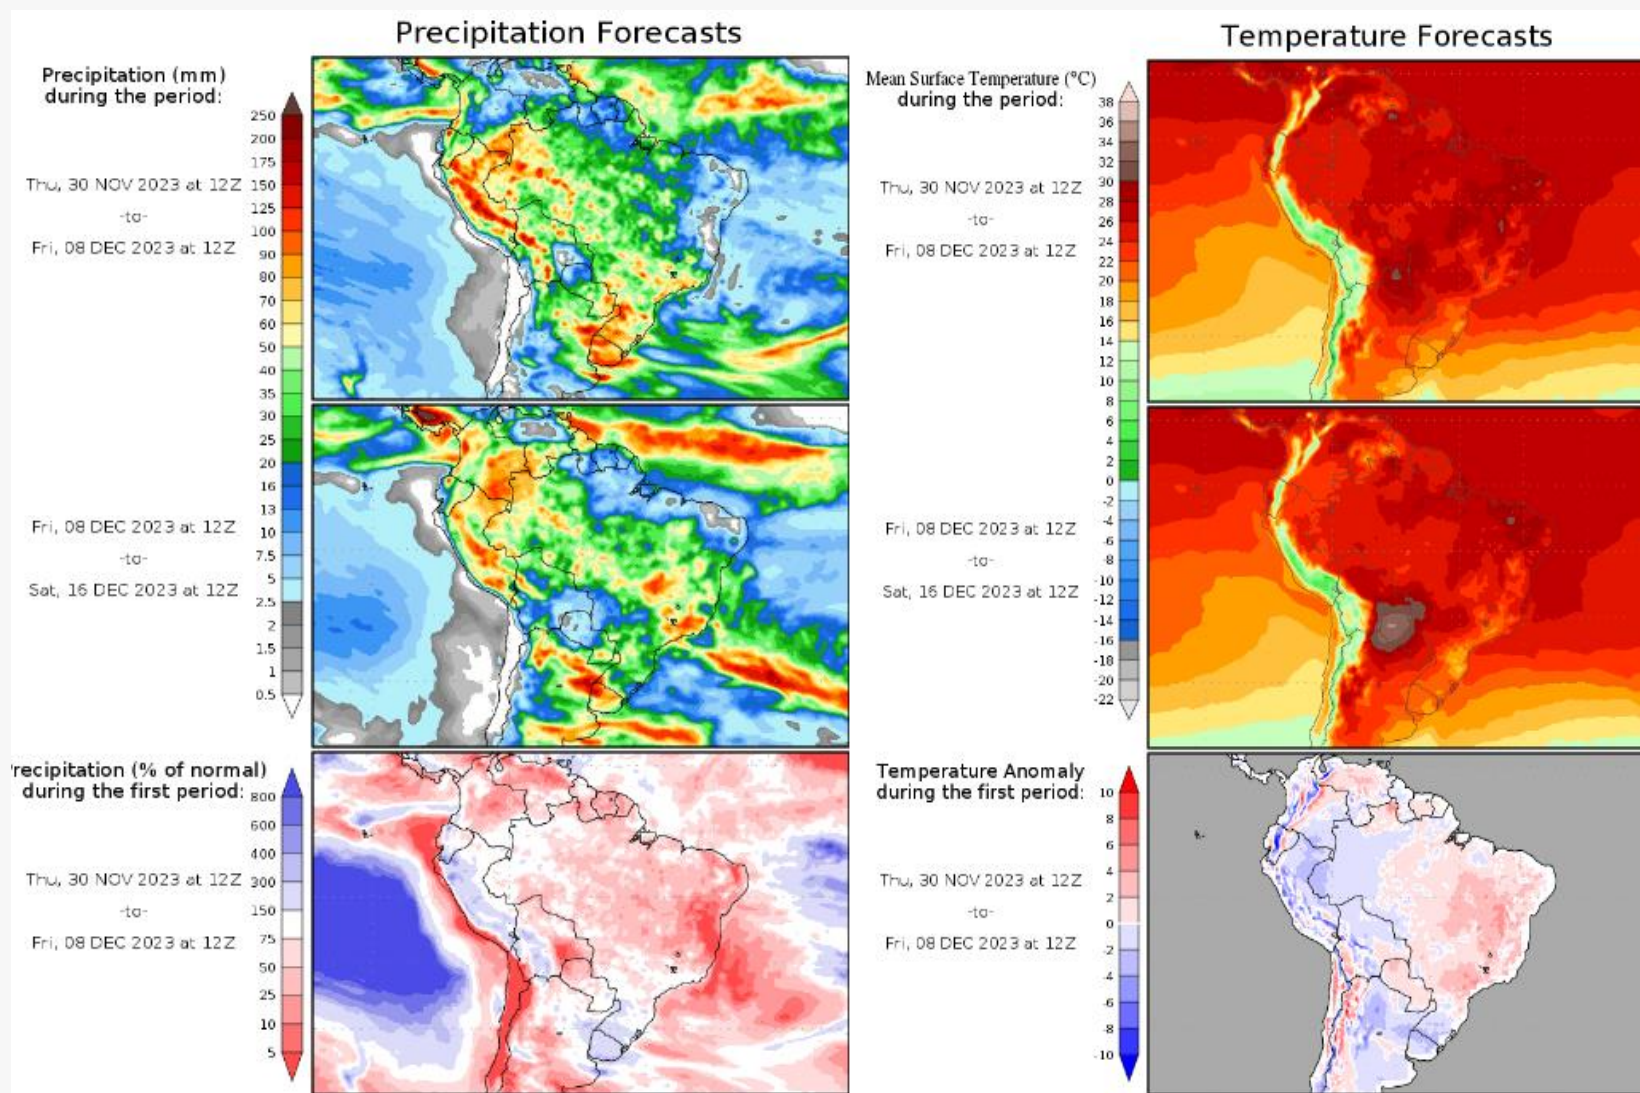 Precipitation Forecasts
Precipitation (mm)
during the period:
Thu, 30 NOV 2023 at 12Z
-to-
Fri, 08 DEC 2023 at 12Z
250
200
175
150
125
100
90
80
70
60
50
40
35
30
25
20
16
13
10
7.5
5
2.5
2
1.5
1
0.5
Fri, 08 DEC 2023 at 12Z
-to-
Sat, 16 DEC 2023 at 12Z
recipitation (% of normal)
during the first period:
Thu, 30 NOV 2023 at 12Z
-to-
Fri, 08 DEC 2023 at 12Z
800
600
400
300
150
75
50
25
10
5
Temperature Forecasts
Mean Surface Temperature (°C)
during the period:
Thu, 30 NOV 2023 at 12Z
-to-
Fri, 08 DEC 2023 at 12Z
38
36
34
32
30
28
26
24
22
20
18
16
14
12
10
8
6
4
2
0
-2
-4
-6
-8
-10
-12
-14
-16
-18
-20
-22
Fri, 08 DEC 2023 at 12Z
-to-
Sat, 16 DEC 2023 at 12Z
Temperature Anomaly
during the first period:
Thu, 30 NOV 2023 at 12Z
-to-
Fri, 08 DEC 2023 at 12Z
10
8
6
4
2
0
-2
-4
-6
-8
-10